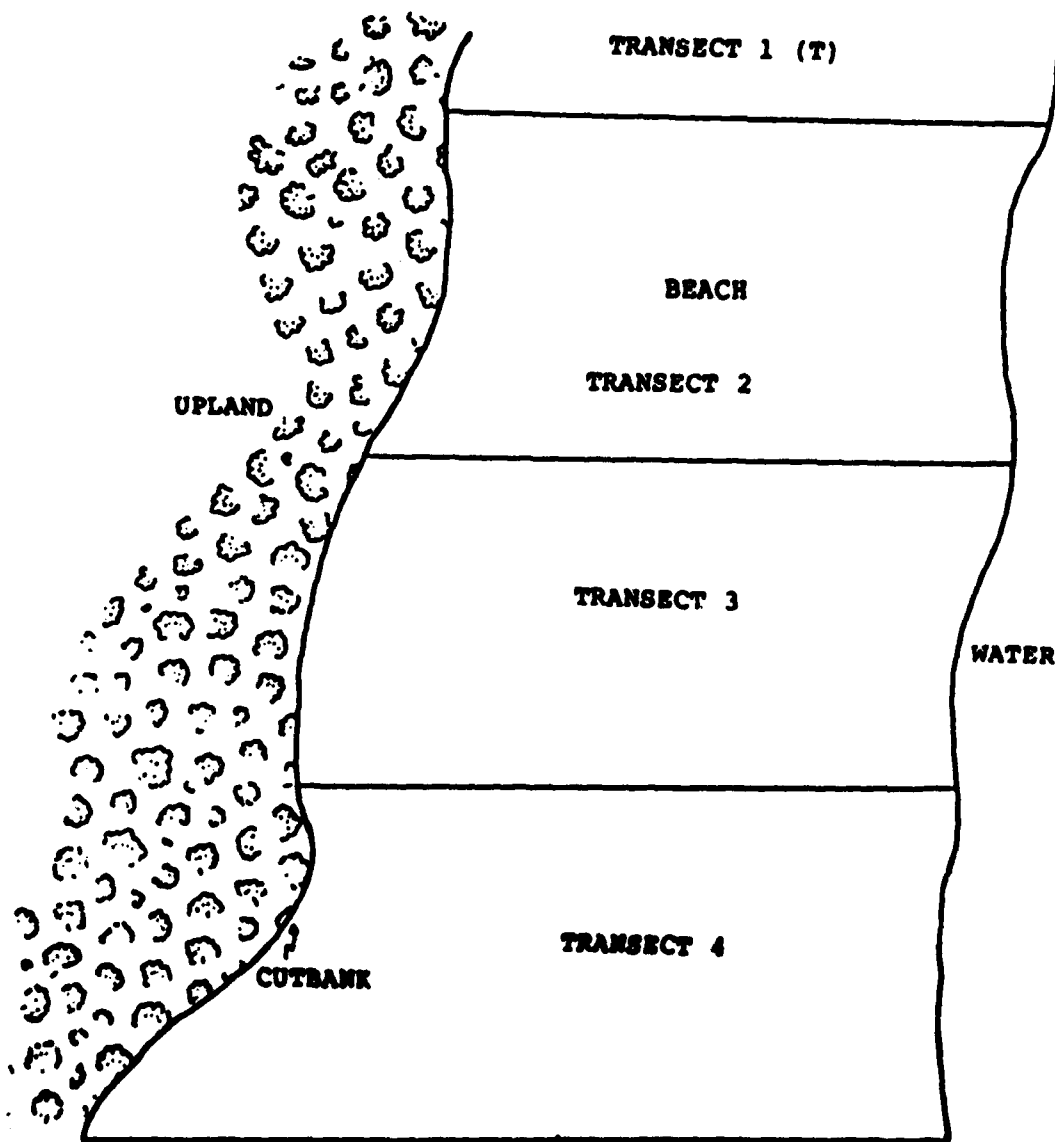 TRANSECT 1 (T)
BEACH
TRANSECT 2
UPLAND
TRANSECT 3
WATER
TRANSECT 4
CUTBANK